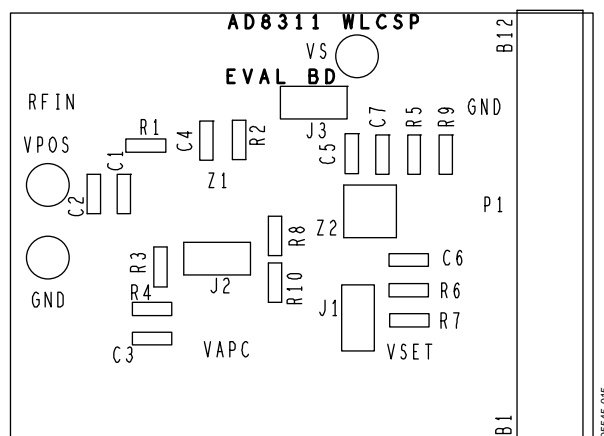 AD8311 WLCSP
VS
B12
EVAL BD
RFIN
GND
J3
C7
R5
R9
R1
C4
R2
C5
VPOS
C1
Z1
C2
P1
Z2
R8
R3
C6
GND
J2
R10
R4
J1
R6
R7
C3
VAPC
VSET
B1